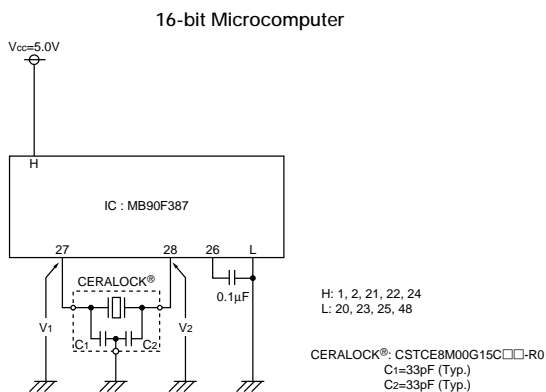 16-bit Microcomputer
Vcc=5.0V
H
IC : MB90F387
27
28
26
L
CERALOCK®
0.1μF
V1
C1
C2
V2
H: 1, 2, 21, 22, 24
L: 20, 23, 25, 48
CERALOCK®: CSTCE8M00G15C□□-R0
C1=33pF (Typ.)
C2=33pF (Typ.)